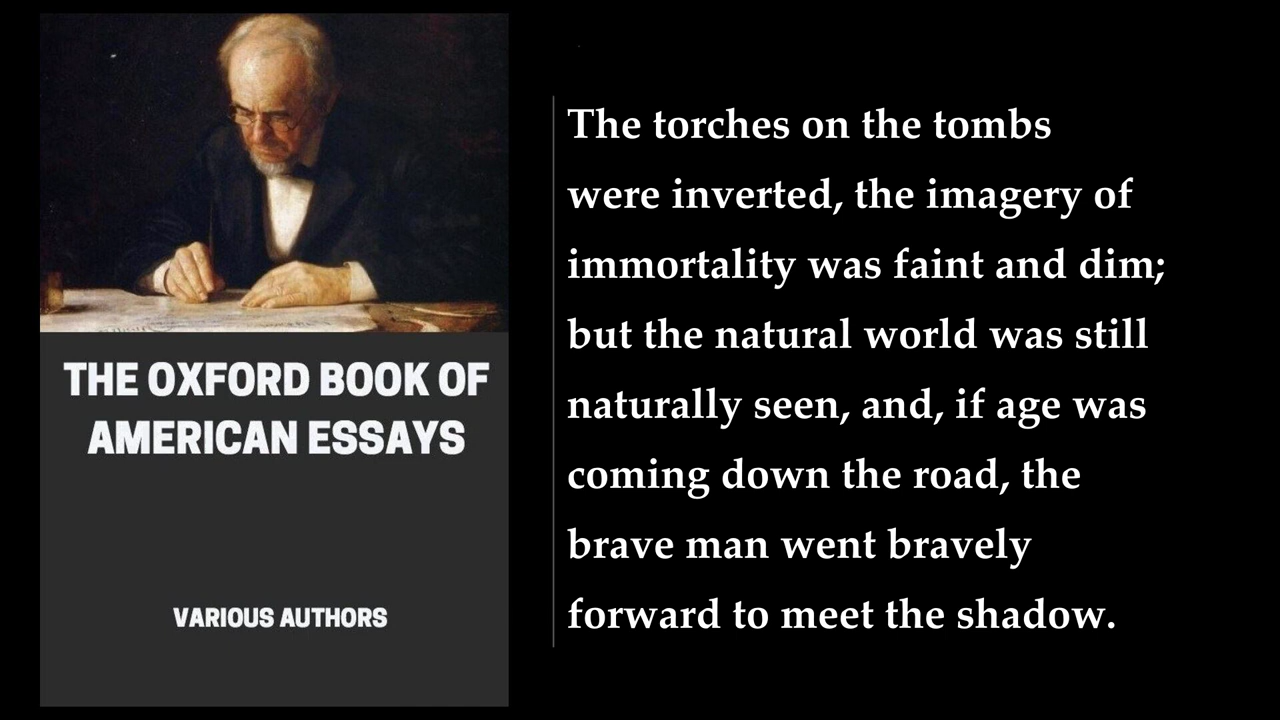 THE OXFORD BOOK OF
AMERICAN ESSAYS
VARIOUS AUTHORS
The torches on the tombs
were inverted, the imagery of
immortality was faint and dim;
but the natural world was still
naturally seen, and, if age was
coming down the road, the
brave man went bravely
forward to meet the shadow.